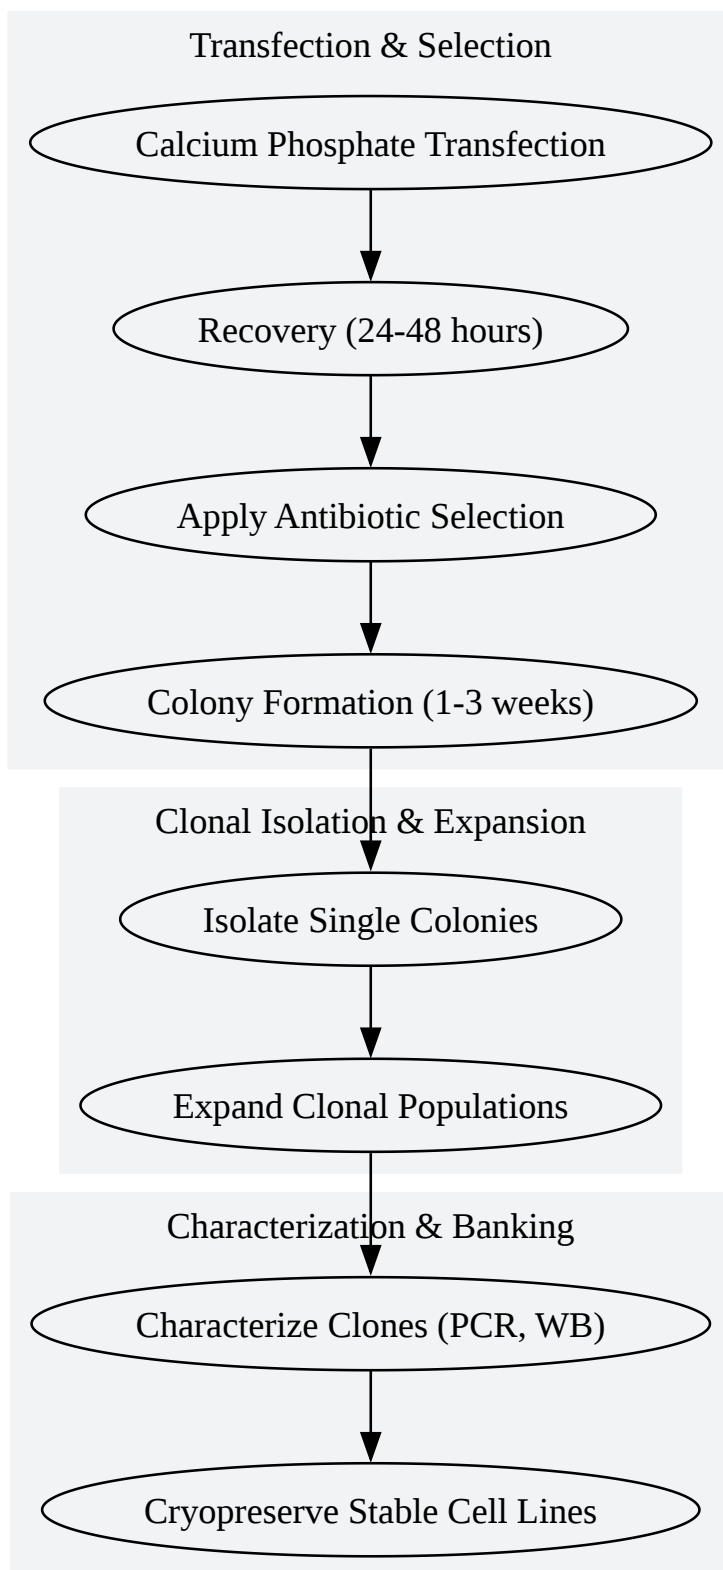 Transfection & Selection
Calcium Phosphate Transfection
Recovery (24-48 hours)
Apply Antibiotic Selection
Colony Formation (1-3 weeks)
Clonal Isolation & Expansion
Isolate Single Colonies
Expand Clonal Populations
Characterization & Banking
Characterize Clones (PCR, WB)
Cryopreserve Stable Cell Lines